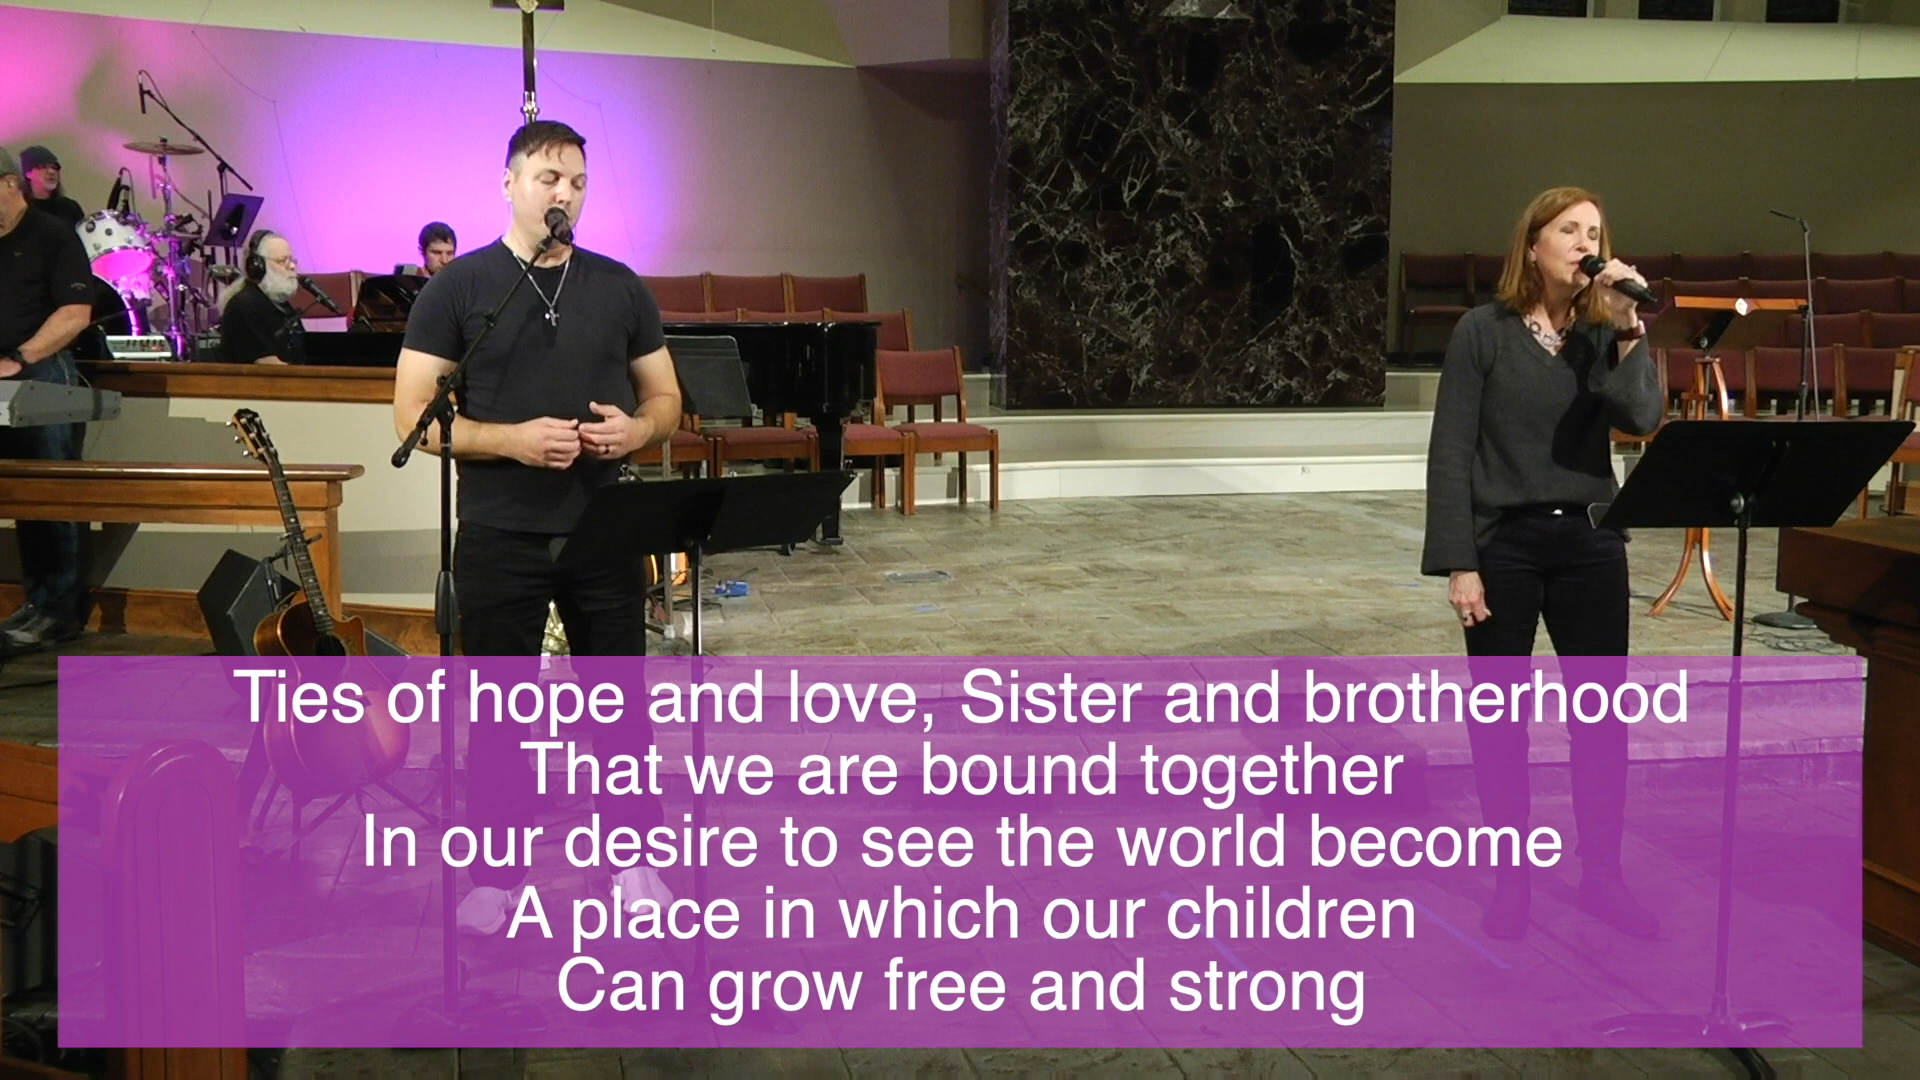 Ties of hope and love, Sister and brotherhood
That we are bound together
In our desire to see the world become
A place in which our children
Can grow free and strong